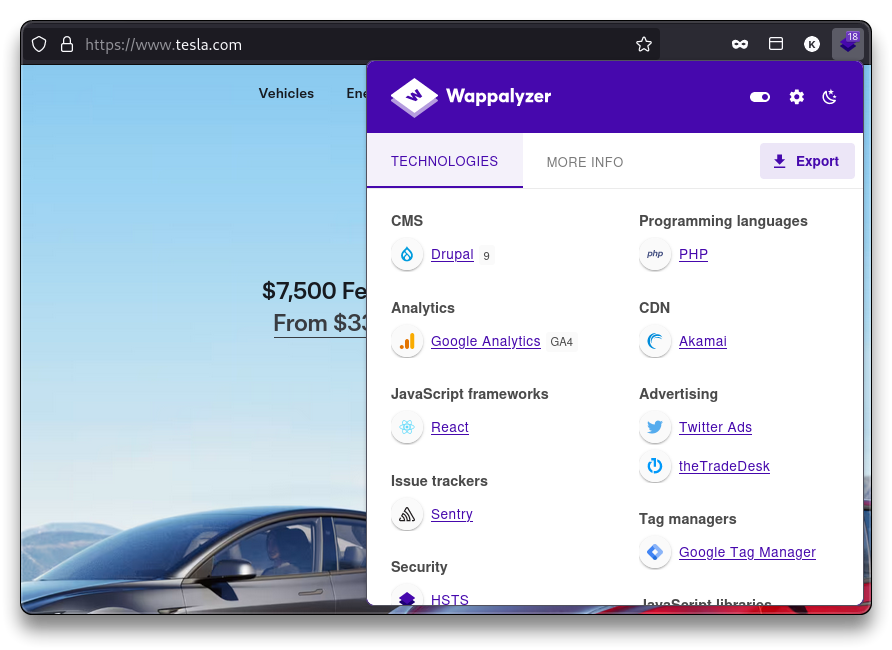 https://www.tesla.com
K
18
Vehicles
$7,500 Fe
From $33
W
Wappalyzer
TECHNOLOGIES
MORE INFO
Export
CMS
Drupal 9
Analytics
Google Analytics GA4
JavaScript frameworks
React
Issue trackers
Sentry
Security
HSTS
Programming languages
php PHP
CDN
Akamai
Advertising
Twitter Ads
theTradeDesk
Tag managers
Google Tag Manager
JavaScript libraries